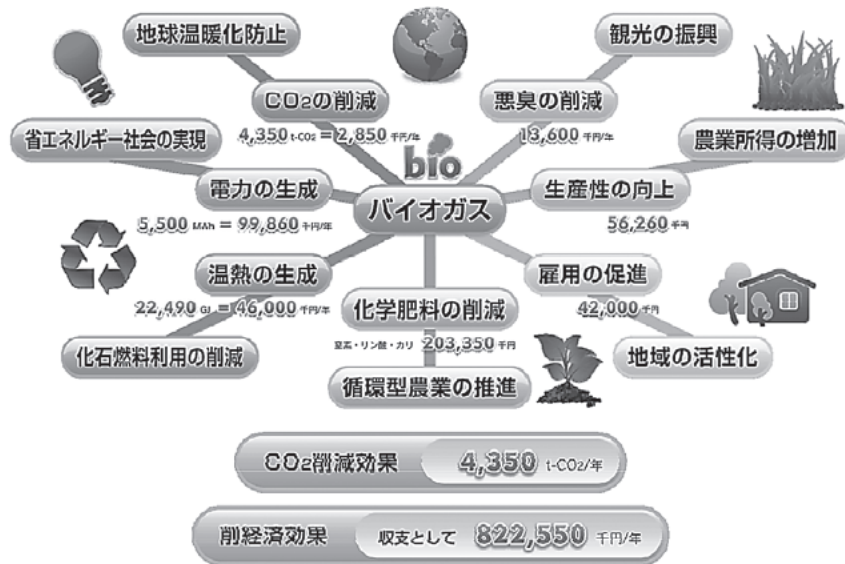 地球温暖化防止
観光の振興
CO2の削減
4,350 t-CO2 = 2,850 千円/年
悪臭の削減
13,600 千円/年
省エネルギー社会の実現
農業所得の増加
bio
電力の生成
5,500 MAh = 99,860 千円/年
バイオガス
生産性の向上
56,260 千円
温熱の生成
22,490 GJ = 46,000 千円/年
化学肥料の削減
窒素・リン酸・カリ 203,350 千円
雇用の促進
42,000 千円
化石燃料利用の削減
循環型農業の推進
地域の活性化
CO2削減効果 4,350 t-CO2/年
削経済効果 収支として 822,550 千円/年